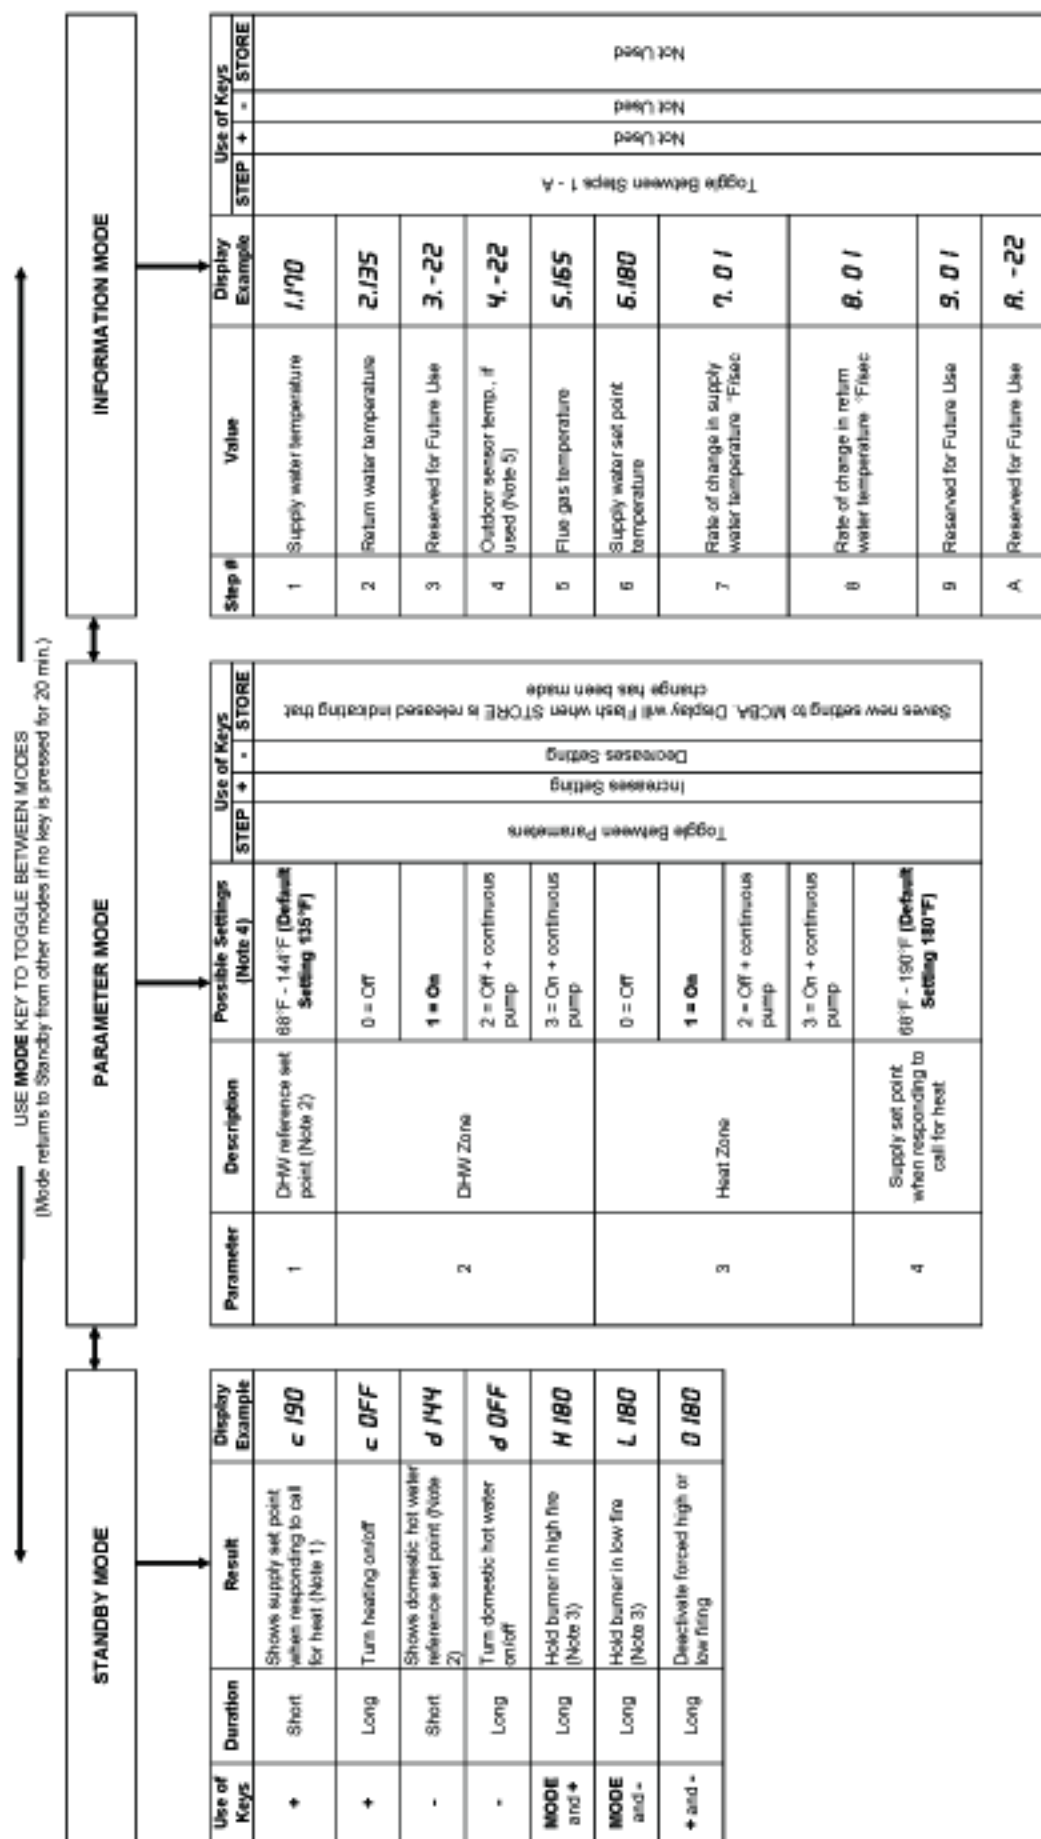 USE MODE KEY TO TOGGLE BETWEEN MODES
(Mode returns to Standby from other modes if no key is pressed for 20 min.)
STANDBY MODE
Use of Keys | Duration | Result | Display Example
+ | Short | Shows supply set point when responding to call for heat (Note 1) | c 190
+ | Long | Turn heating on/off | c OFF
- | Short | Shows domestic hot water reference set point (Note 2) | d 144
- | Long | Turn domestic hot water on/off | d OFF
MODE and + | Long | Hold burner in high fire (Note 3) | H 180
MODE and - | Long | Hold burner in low fire (Note 3) | L 180
+ and - | Long | Deactivate forced high or low firing | 0 180
PARAMETER MODE
Parameter | Description | Possible Settings (Note 4) | Use of Keys
STEP | + | - | STORE
1 | DHW reference set point (Note 2) | 68°F - 144°F (Default Setting 135°F)
2 | DHW Zone | 0 = Off
1 = On
2 = Off + continuous pump
3 = On + continuous pump
3 | Heat Zone | 0 = Off
1 = On
2 = Off + continuous pump
3 = On + continuous pump
4 | Supply set point when responding to call for heat | 68°F - 190°F (Default Setting 180°F)
Toggle Between Parameters
Increases Setting
Decreases Setting
Saves new setting to MCBA. Display will Flash when STORE is released indicating that change has been made
INFORMATION MODE
Step # | Value | Display Example | Use of Keys
STEP | + | - | STORE
1 | Supply water temperature | 1.170
2 | Return water temperature | 2.135
3 | Reserved for Future Use | 3.-22
4 | Outdoor sensor temp., if used (Note 5) | 4.-22
5 | Flue gas temperature | 5.165
6 | Supply water set point temperature | 6.180
7 | Rate of change in supply water temperature °F/sec | 7. 01
8 | Rate of change in return water temperature °F/sec | 8. 01
9 | Reserved for Future Use | 9. 01
A | Reserved for Future Use | A. -22
Toggle Between Steps 1 - A
Not Used
Not Used
Not Used